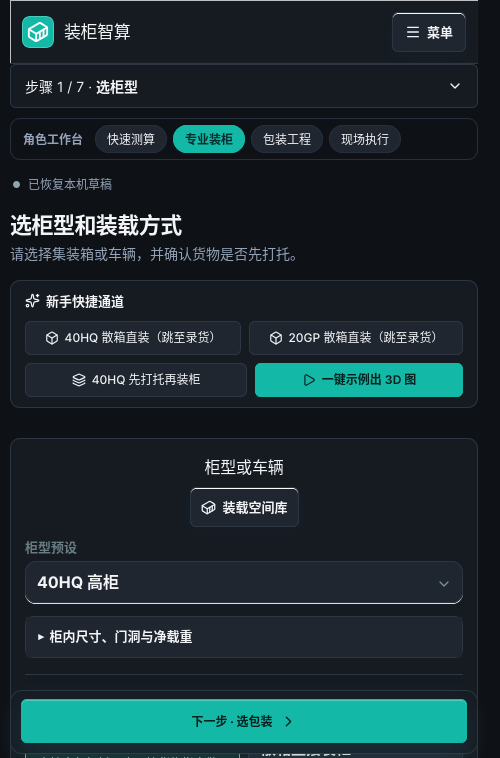 装柜智算
菜单
步骤 1 / 7 · 选柜型
角色工作台
快速测算
专业装柜
包装工程
现场执行
已恢复本机草稿
选柜型和装载方式
请选择集装箱或车辆，并确认货物是否先打托。
新手快捷通道
40HQ 散箱直装（跳至录货）
20GP 散箱直装（跳至录货）
40HQ 先打托再装柜
一键示例出 3D 图
柜型或车辆
装载空间库
柜型预设
40HQ 高柜
柜内尺寸、门洞与净载重
下一步 · 选包装